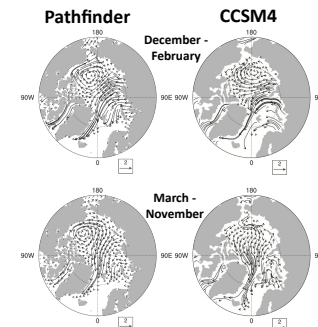 Pathfinder CCSM4
December -
February
180 180
90W 90E 90W 9
0 0
2 2
March -
November
180 180
90W 90E 90W 9
0 0
2 2